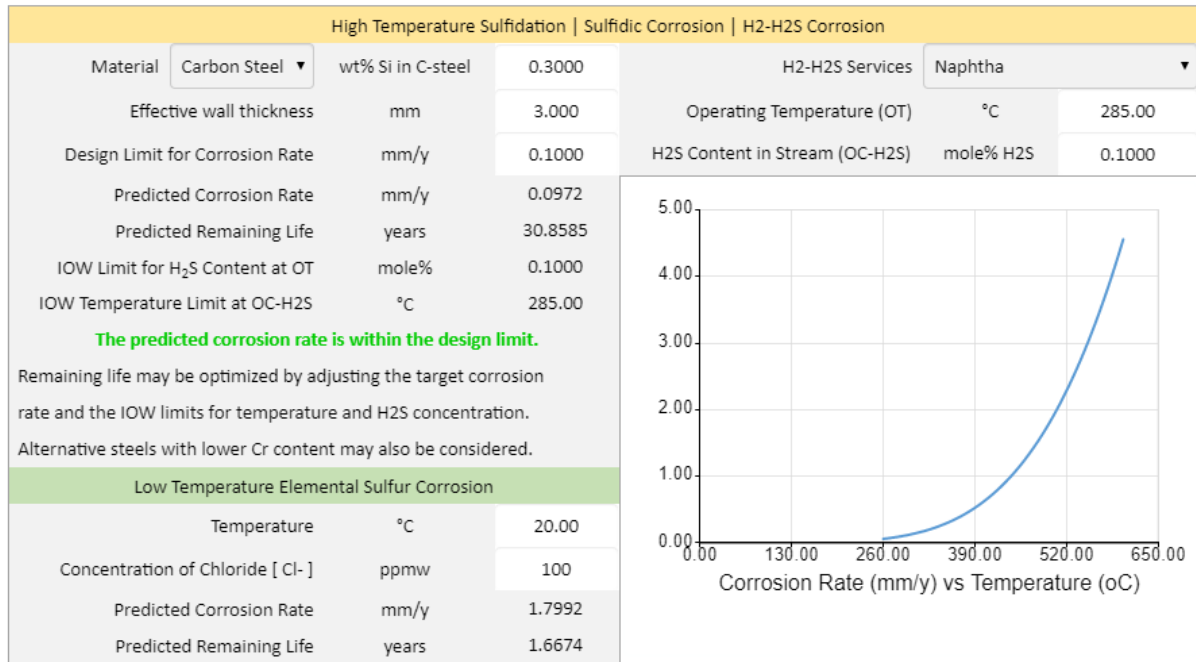 High Temperature Sulfidation | Sulfidic Corrosion | H2-H2S Corrosion
Material Carbon Steel ▼ wt% Si in C-steel 0.3000
H2-H2S Services Naphtha ▼
Effective wall thickness mm 3.000
Operating Temperature (OT) °C 285.00
Design Limit for Corrosion Rate mm/y 0.1000
H2S Content in Stream (OC-H2S) mole% H2S 0.1000
Predicted Corrosion Rate mm/y 0.0972
Predicted Remaining Life years 30.8585
IOW Limit for H₂S Content at OT mole% 0.1000
IOW Temperature Limit at OC-H2S °C 285.00
The predicted corrosion rate is within the design limit.
Remaining life may be optimized by adjusting the target corrosion
rate and the IOW limits for temperature and H2S concentration.
Alternative steels with lower Cr content may also be considered.
Low Temperature Elemental Sulfur Corrosion
Temperature °C 20.00
Concentration of Chloride [ Cl- ] ppmw 100
Predicted Corrosion Rate mm/y 1.7992
Predicted Remaining Life years 1.6674
5.00
4.00
3.00
2.00
1.00
0.00
0.00 130.00 260.00 390.00 520.00 650.00
Corrosion Rate (mm/y) vs Temperature (oC)